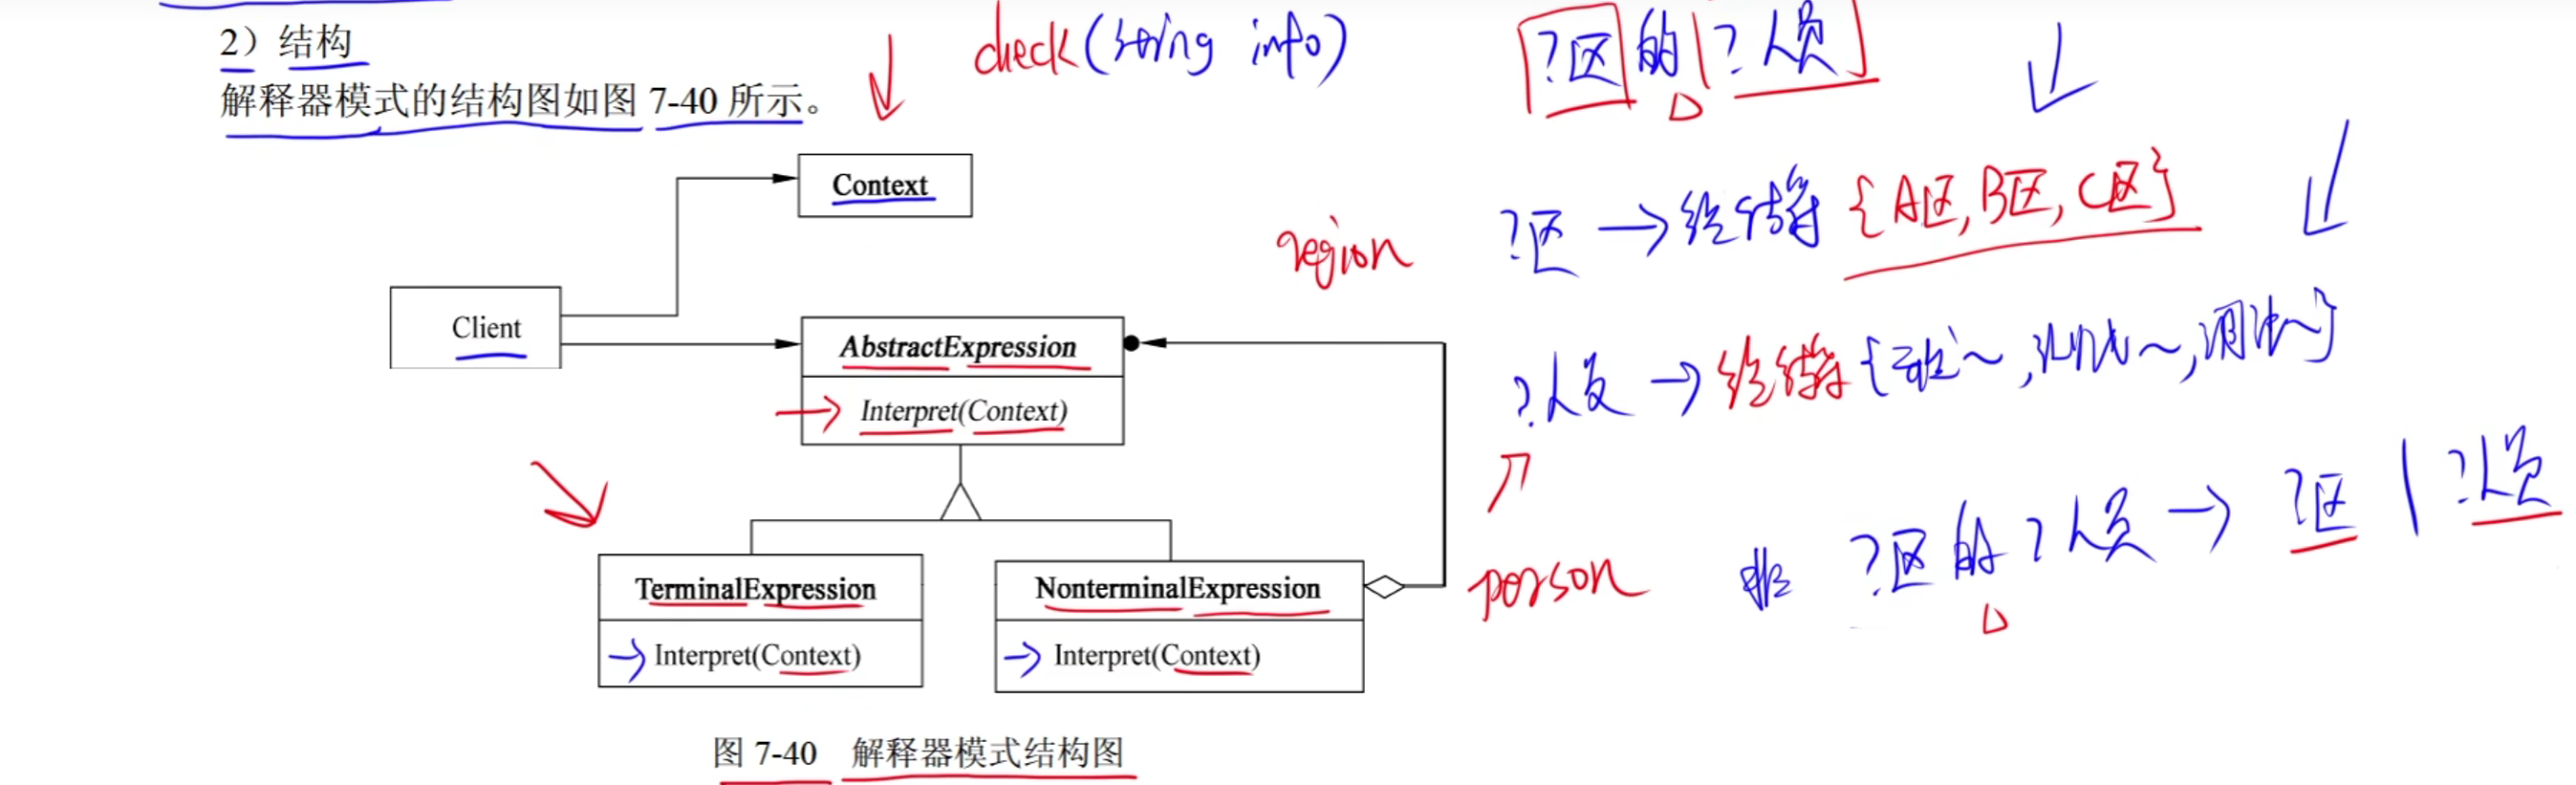 2）结构
check(string info)
?区的?人员
解释器模式的结构图如图 7-40 所示。
Context
region
?区 → 终结符 {A区,B区,C区}
Client
AbstractExpression
Interpret(Context)
?人员 → 终结符
TerminalExpression
Interpret(Context)
NonterminalExpression
Interpret(Context)
person
非 ?区的?人员 → ?区 | ?人员
图 7-40 解释器模式结构图